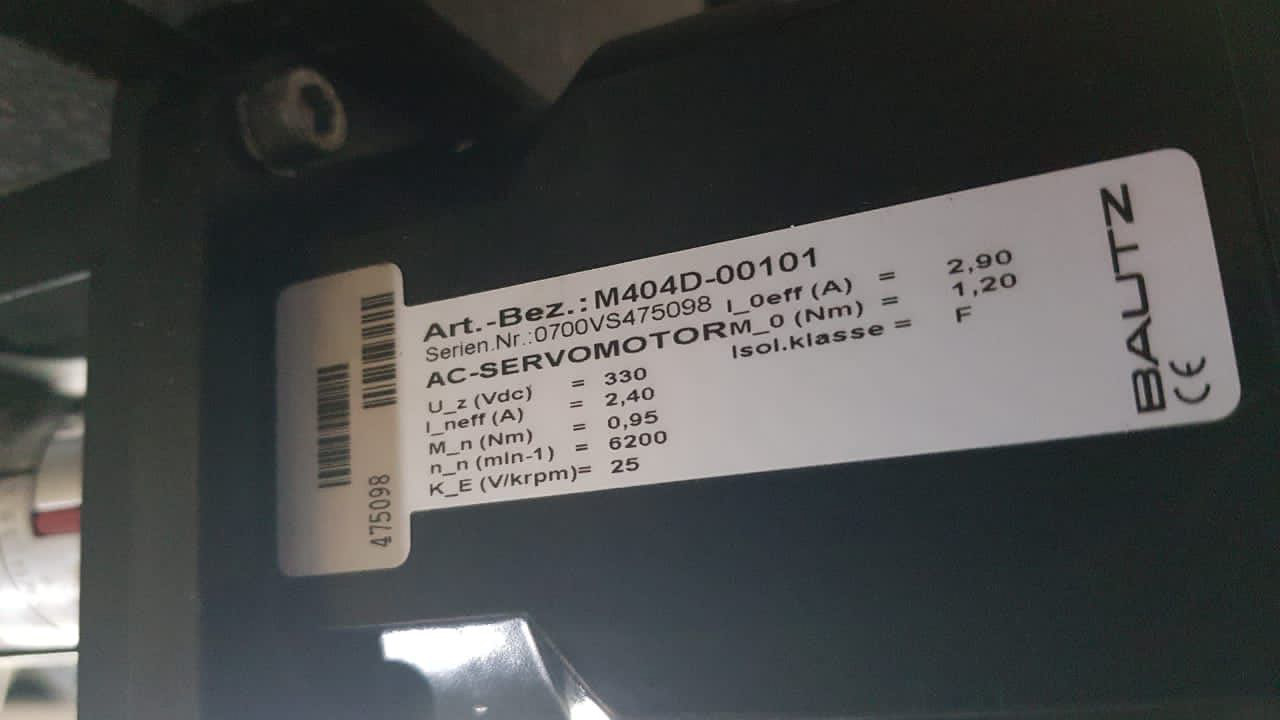 Art.-Bez.: M404D-00101
Serien.Nr.:0700VS475098 I_0eff (A) = 2,90
AC-SERVOMOTOR M_0 (Nm) = 1,20
Isol.klasse = F
U_z (Vdc) = 330
I_neff (A) = 2,40
M_n (Nm) = 0,95
n_n (min-1) = 6200
K_E (V/krpm)= 25
BAUTZ
CE
475098